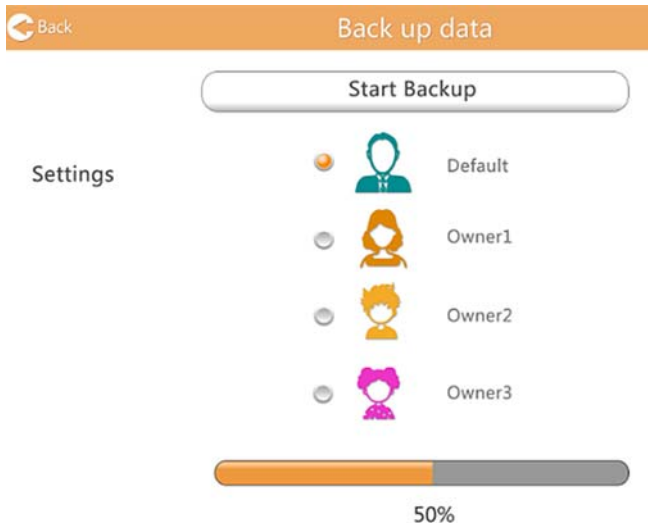 Back
Back up data
Start Backup
Settings
Default
Owner1
Owner2
Owner3
50%